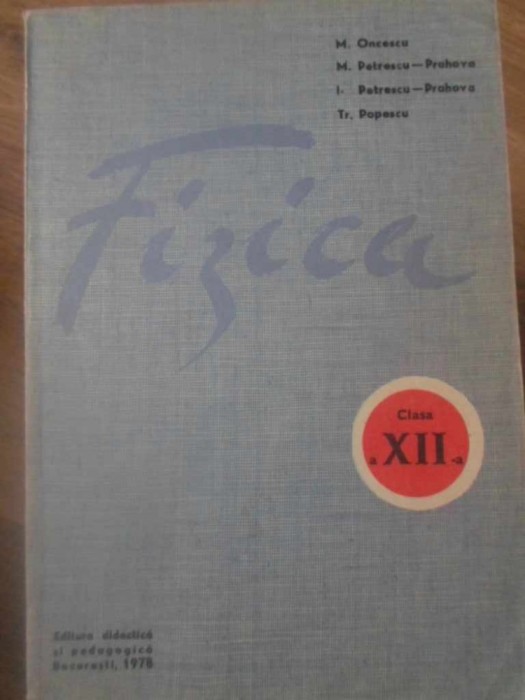 M. Oncescu
M. Petrescu—Prahova
I. Petrescu—Prahova
Tr. Popescu
Fizica
Clasa
a XII-a
Editura didactică
și pedagogică
București, 1978